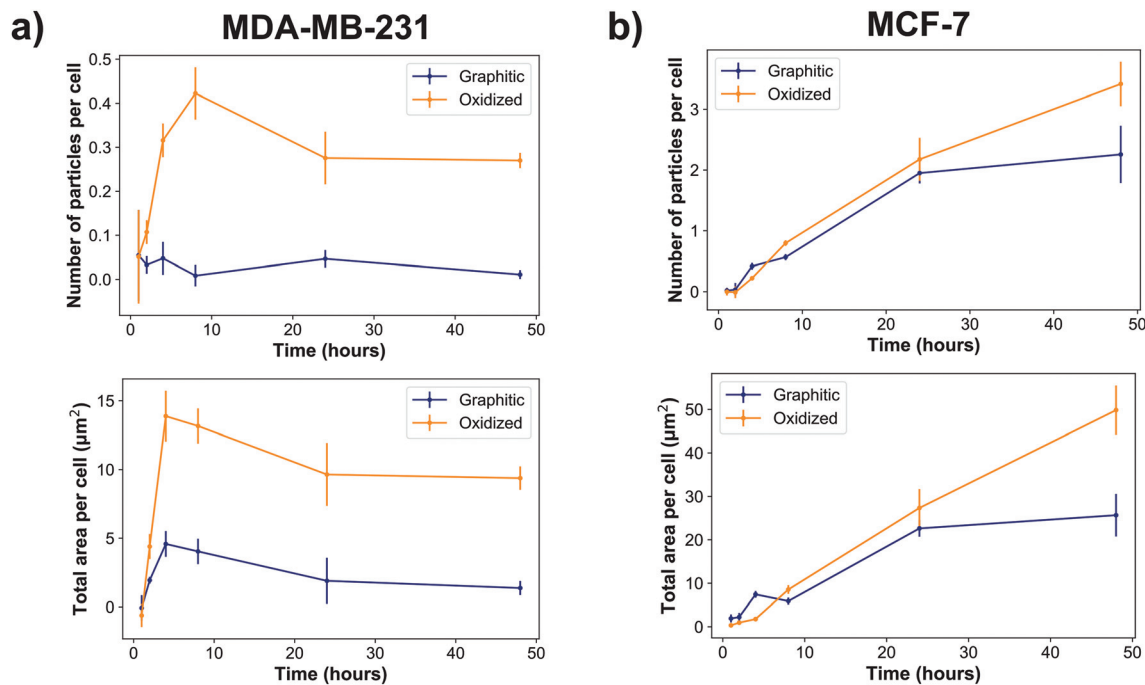 a)
MDA-MB-231
Number of particles per cell
0.5
0.4
0.3
0.2
0.1
0.0
Graphitic
Oxidized
0 10 20 30 40 50
Time (hours)
Total area per cell (μm²)
15
10
5
0
Graphitic
Oxidized
0 10 20 30 40 50
Time (hours)
b)
MCF-7
Number of particles per cell
3
2
1
0
Graphitic
Oxidized
0 10 20 30 40 50
Time (hours)
Total area per cell (μm²)
50
40
30
20
10
0
Graphitic
Oxidized
0 10 20 30 40 50
Time (hours)